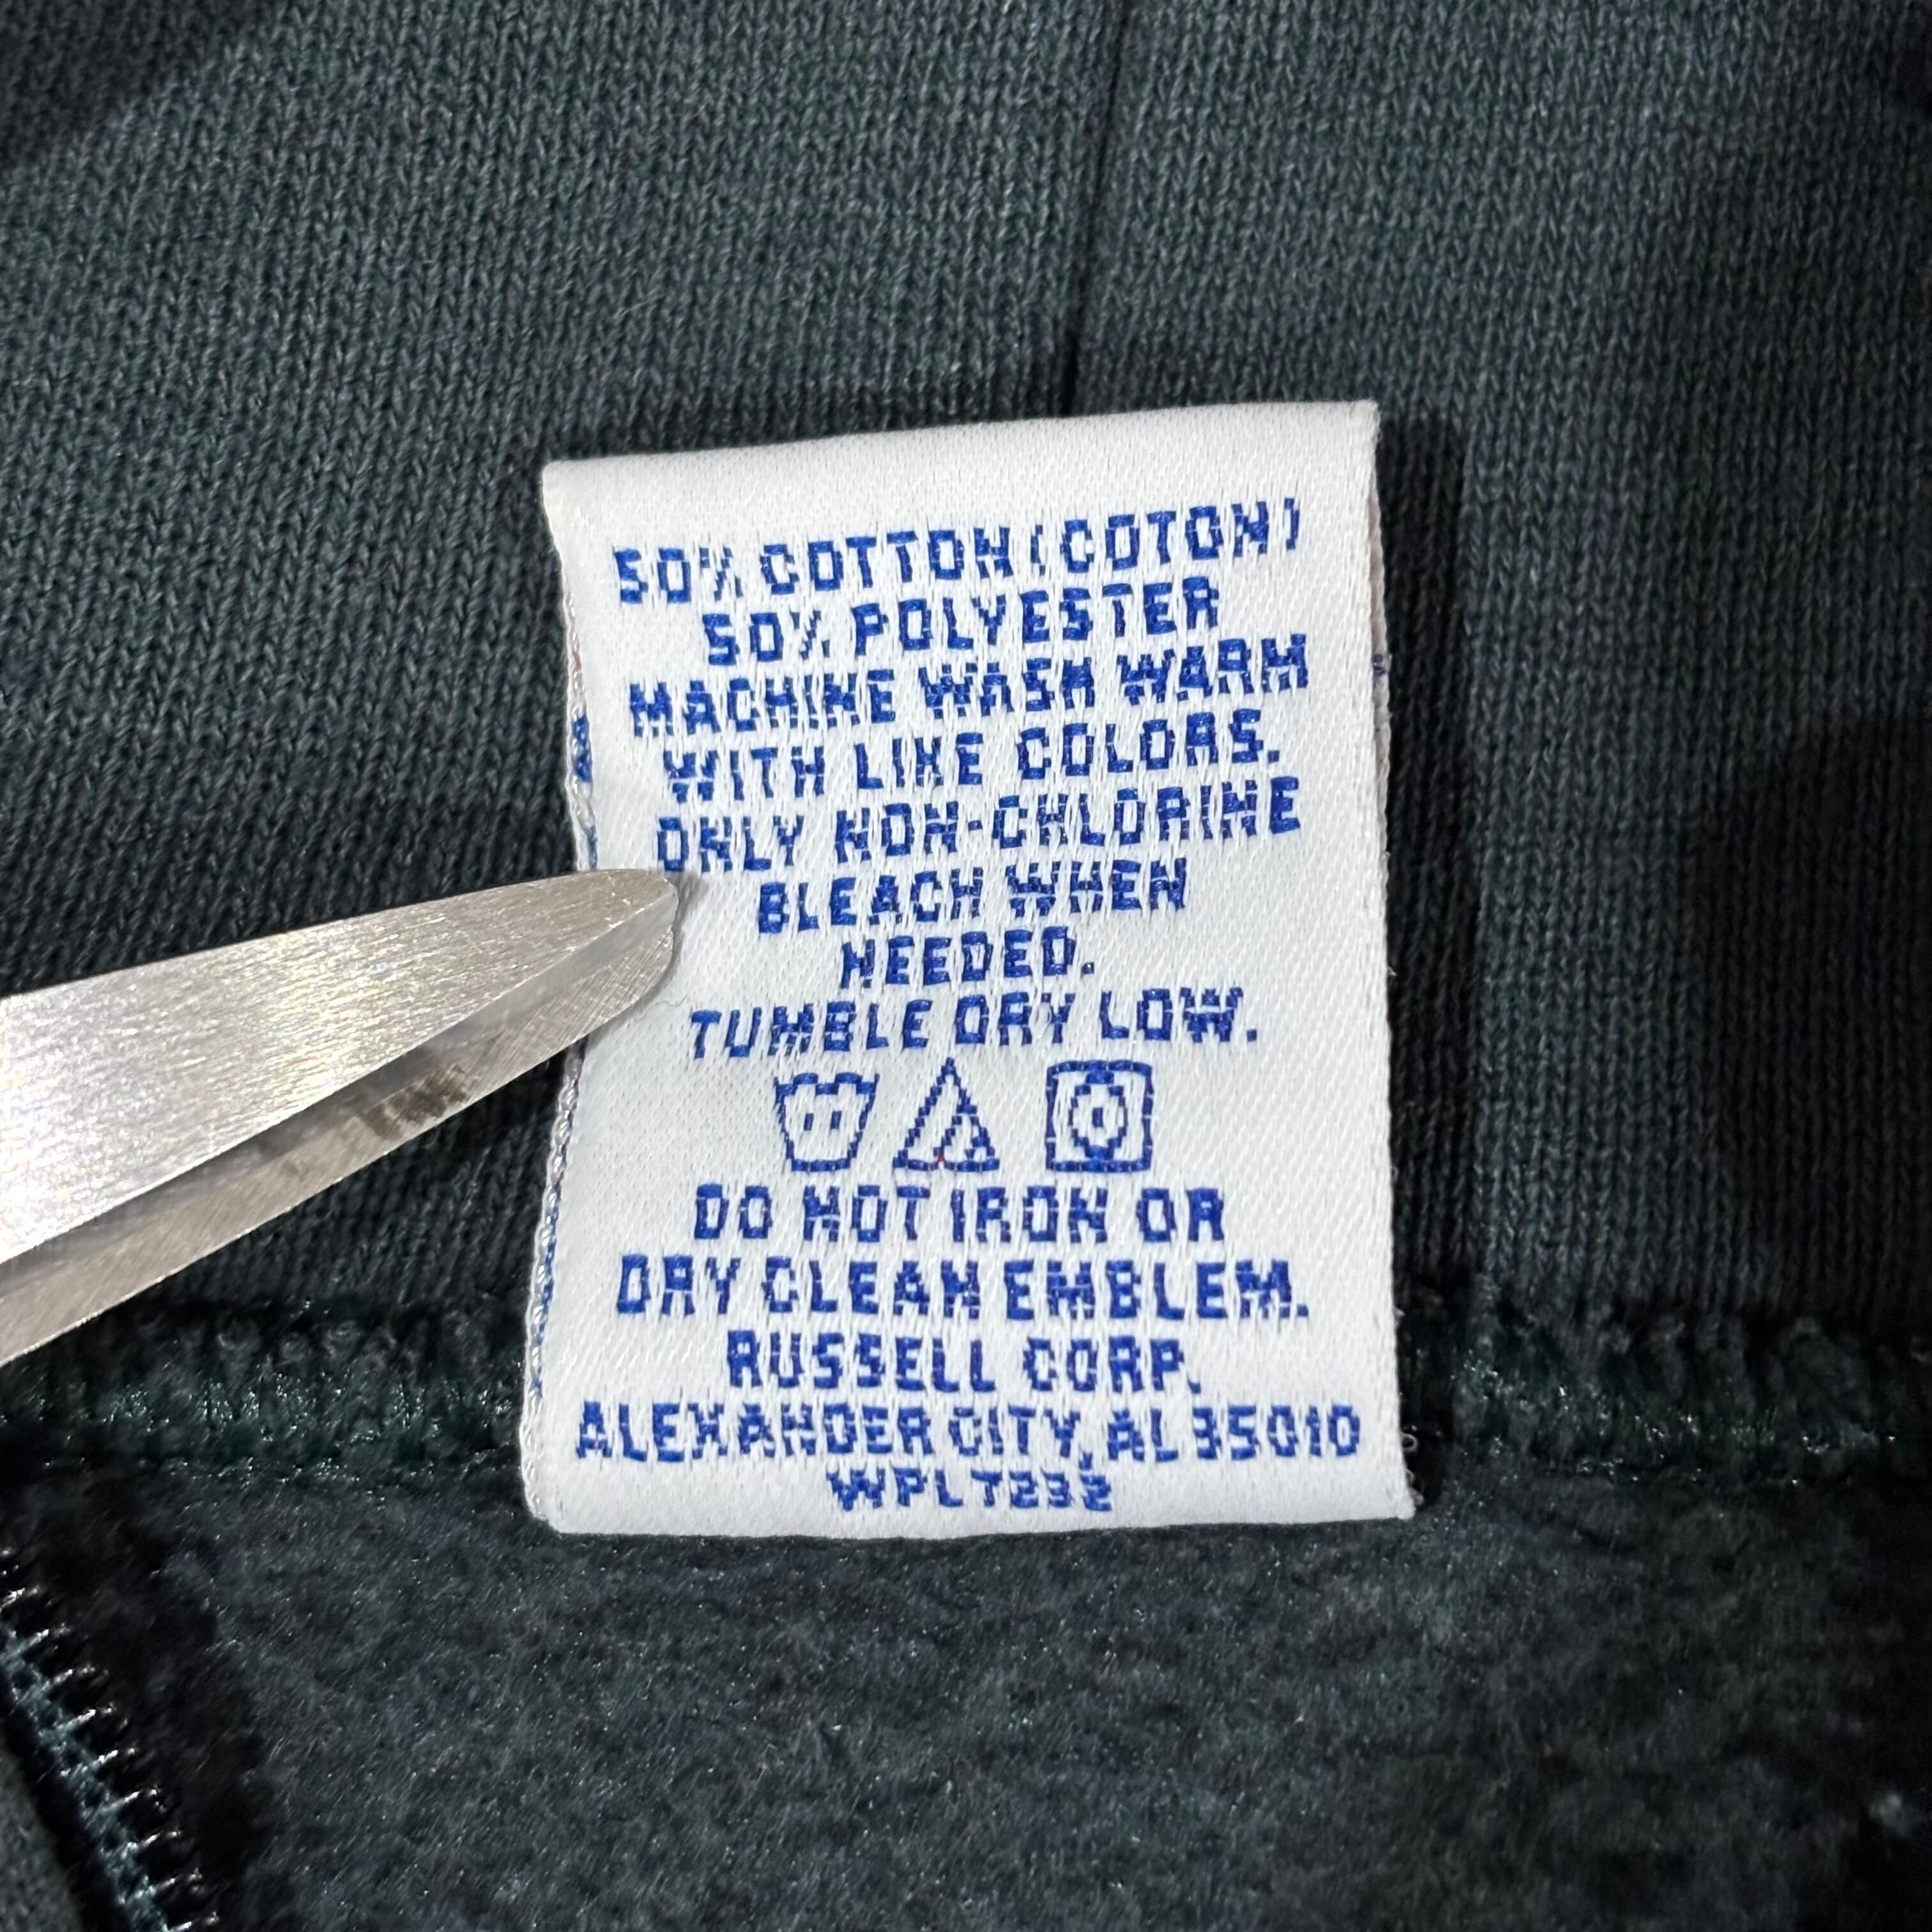 50% COTTON (COTON)
50% POLYESTER
MACHINE WASH WARM
WITH LIKE COLORS.
ONLY NON-CHLORINE
BLEACH WHEN
NEEDED.
TUMBLE DRY LOW.
DO NOT IRON OR
DRY CLEAN EMBLEM.
RUSSELL CORP.
ALEXANDER CITY, AL 35010
WPL 7232